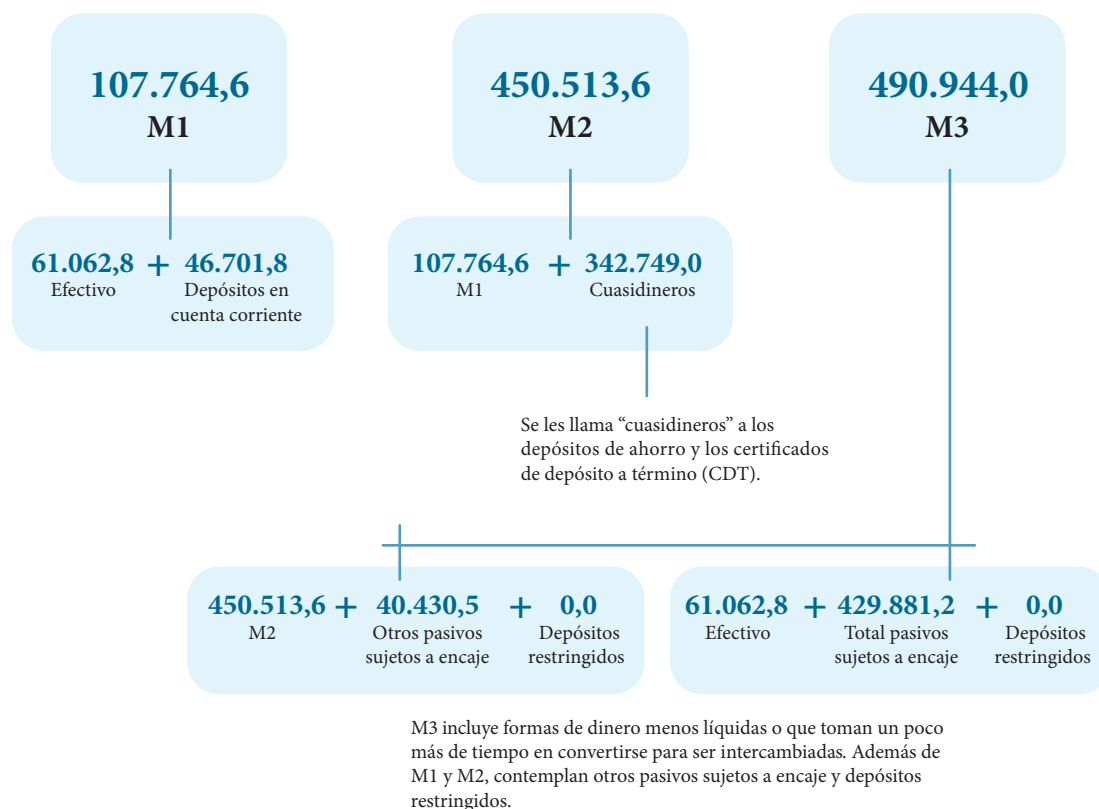 107.764,6
M1
450.513,6
M2
490.944,0
M3
61.062,8 + 46.701,8
Efectivo Depósitos en
cuenta corriente
107.764,6 + 342.749,0
M1 Cuasidineros
Se les llama “cuasidineros” a los
depósitos de ahorro y los certificados
de depósito a término (CDT).
450.513,6 + 40.430,5 + 0,0
M2 Otros pasivos Depósitos
sujetos a encaje restringidos
61.062,8 + 429.881,2 + 0,0
Efectivo Total pasivos Depósitos
sujetos a encaje restringidos
M3 incluye formas de dinero menos líquidas o que toman un poco
más de tiempo en convertirse para ser intercambiadas. Además de
M1 y M2, contemplan otros pasivos sujetos a encaje y depósitos
restringidos.